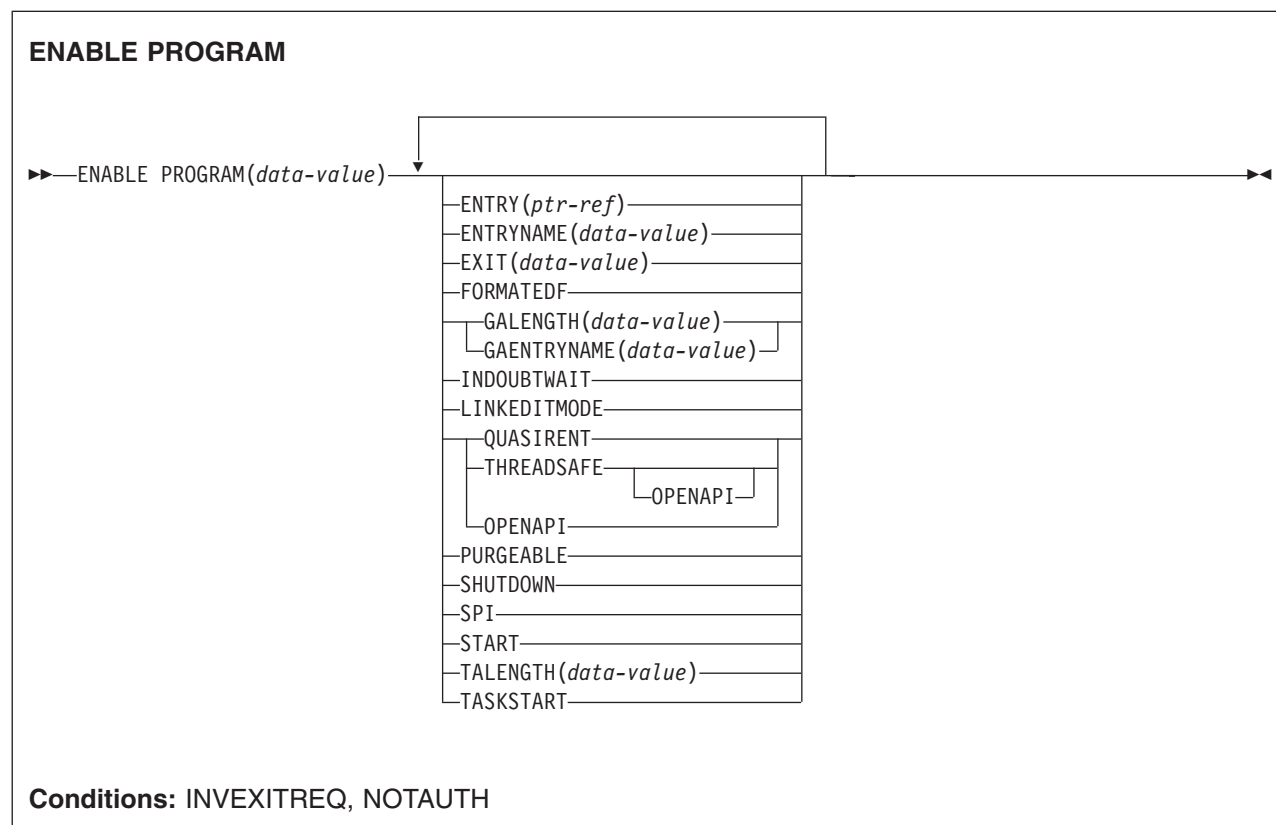 ENABLE PROGRAM
ENABLE PROGRAM(data-value)
ENTRY(ptr-ref)
ENTRYNAME(data-value)
EXIT(data-value)
FORMATEDF
GALENGTH(data-value)
GAENTRYNAME(data-value)
INDOUBTWAIT
LINKEDITMODE
QUASIRENT
THREADSAFE
OPENAPI
OPENAPI
PURGEABLE
SHUTDOWN
SPI
START
TALENGTH(data-value)
TASKSTART
Conditions: INVEXITREQ, NOTAUTH